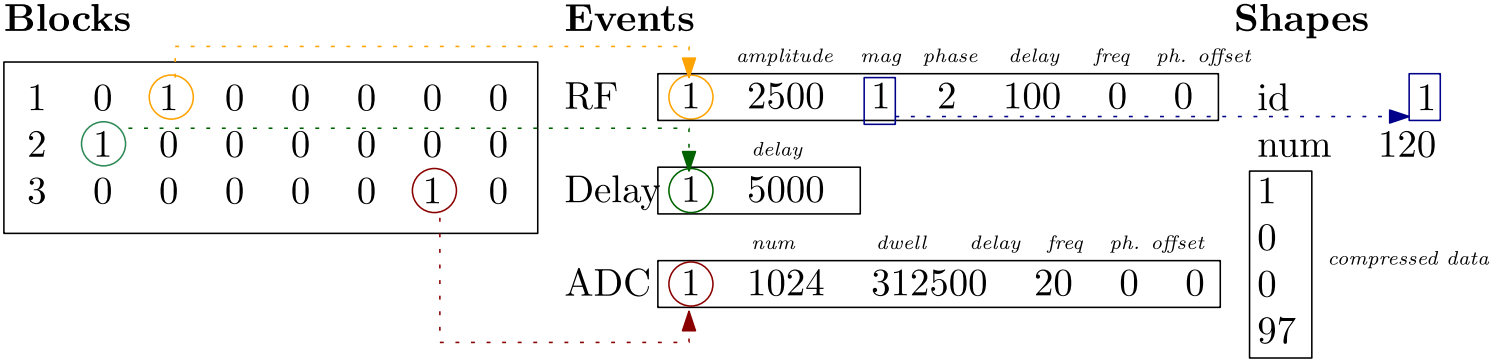 Blocks
1 0 1 0 0 0 0 0
2 1 0 0 0 0 0 0
3 0 0 0 0 0 1 0
Events
amplitude mag phase delay freq ph. offset
RF 1 2500 1 2 100 0 0
delay
Delay 1 5000
num dwell delay freq ph. offset
ADC 1 1024 312500 20 0 0
Shapes
id 1
num 120
1
0
0
97
compressed data